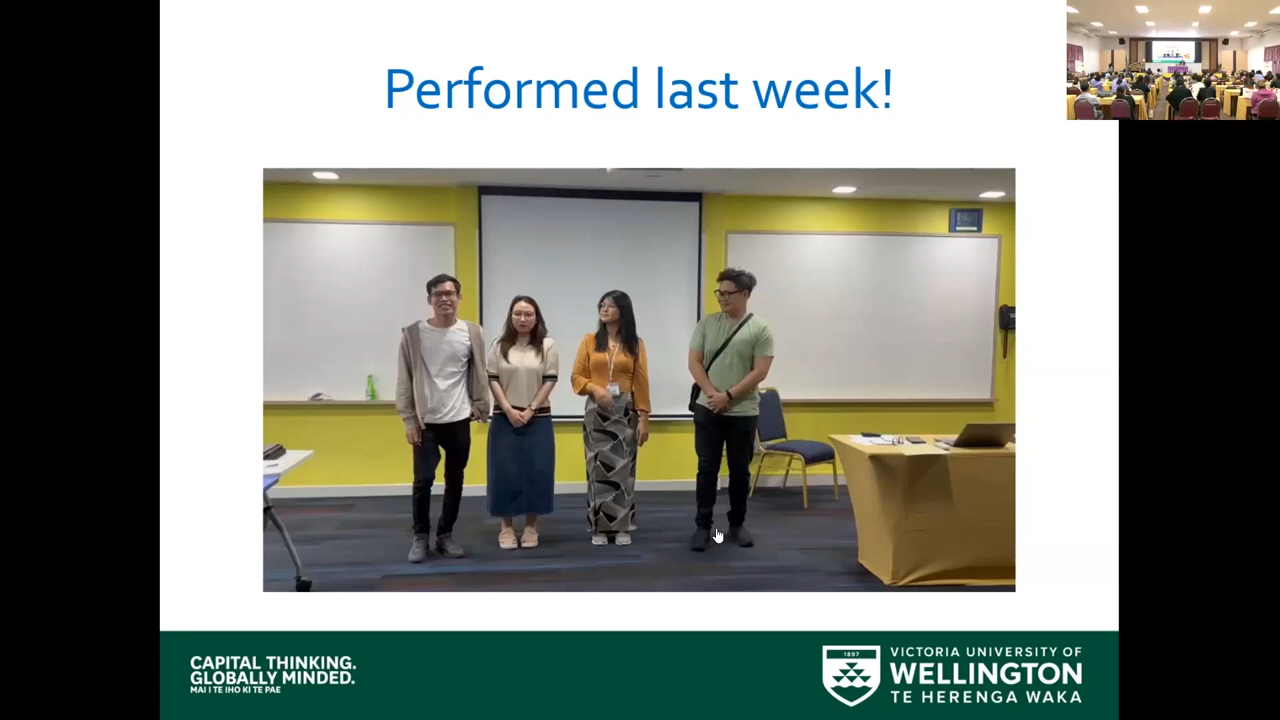 Performed last week!
CAPITAL THINKING.
GLOBALLY MINDED.
MAI I TE IHO KI TE PAE
1897
VICTORIA UNIVERSITY OF
WELLINGTON
TE HERENGA WAKA